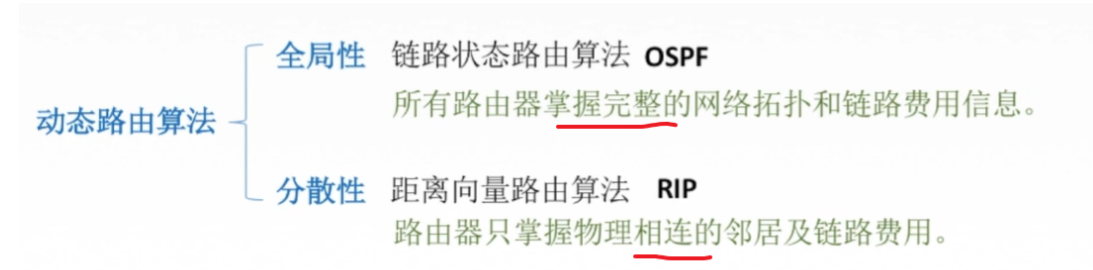 全局性 链路状态路由算法 OSPF
所有路由器掌握完整的网络拓扑和链路费用信息。
动态路由算法
分散性 距离向量路由算法 RIP
路由器只掌握物理相连的邻居及链路费用。